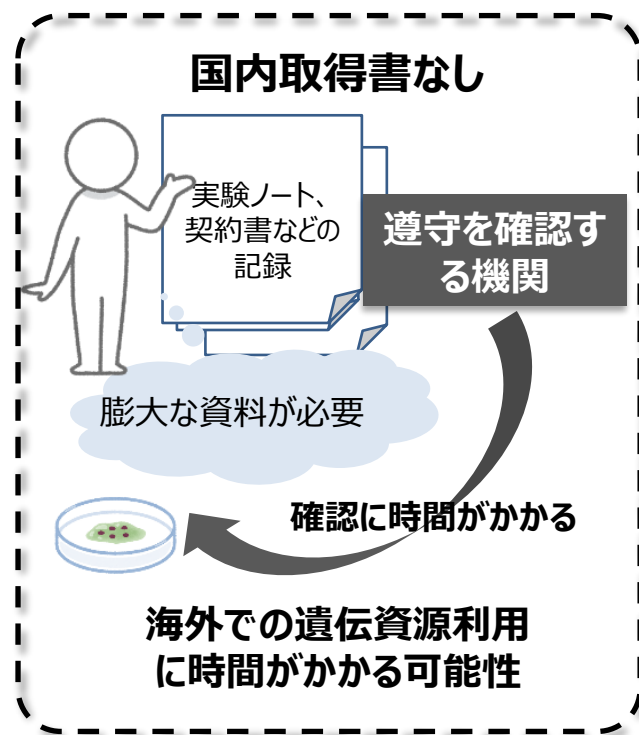 国内取得書なし
実験ノート、
契約書などの
記録
遵守を確認す
る機関
膨大な資料が必要
確認に時間がかかる
海外での遺伝資源利用
に時間がかかる可能性